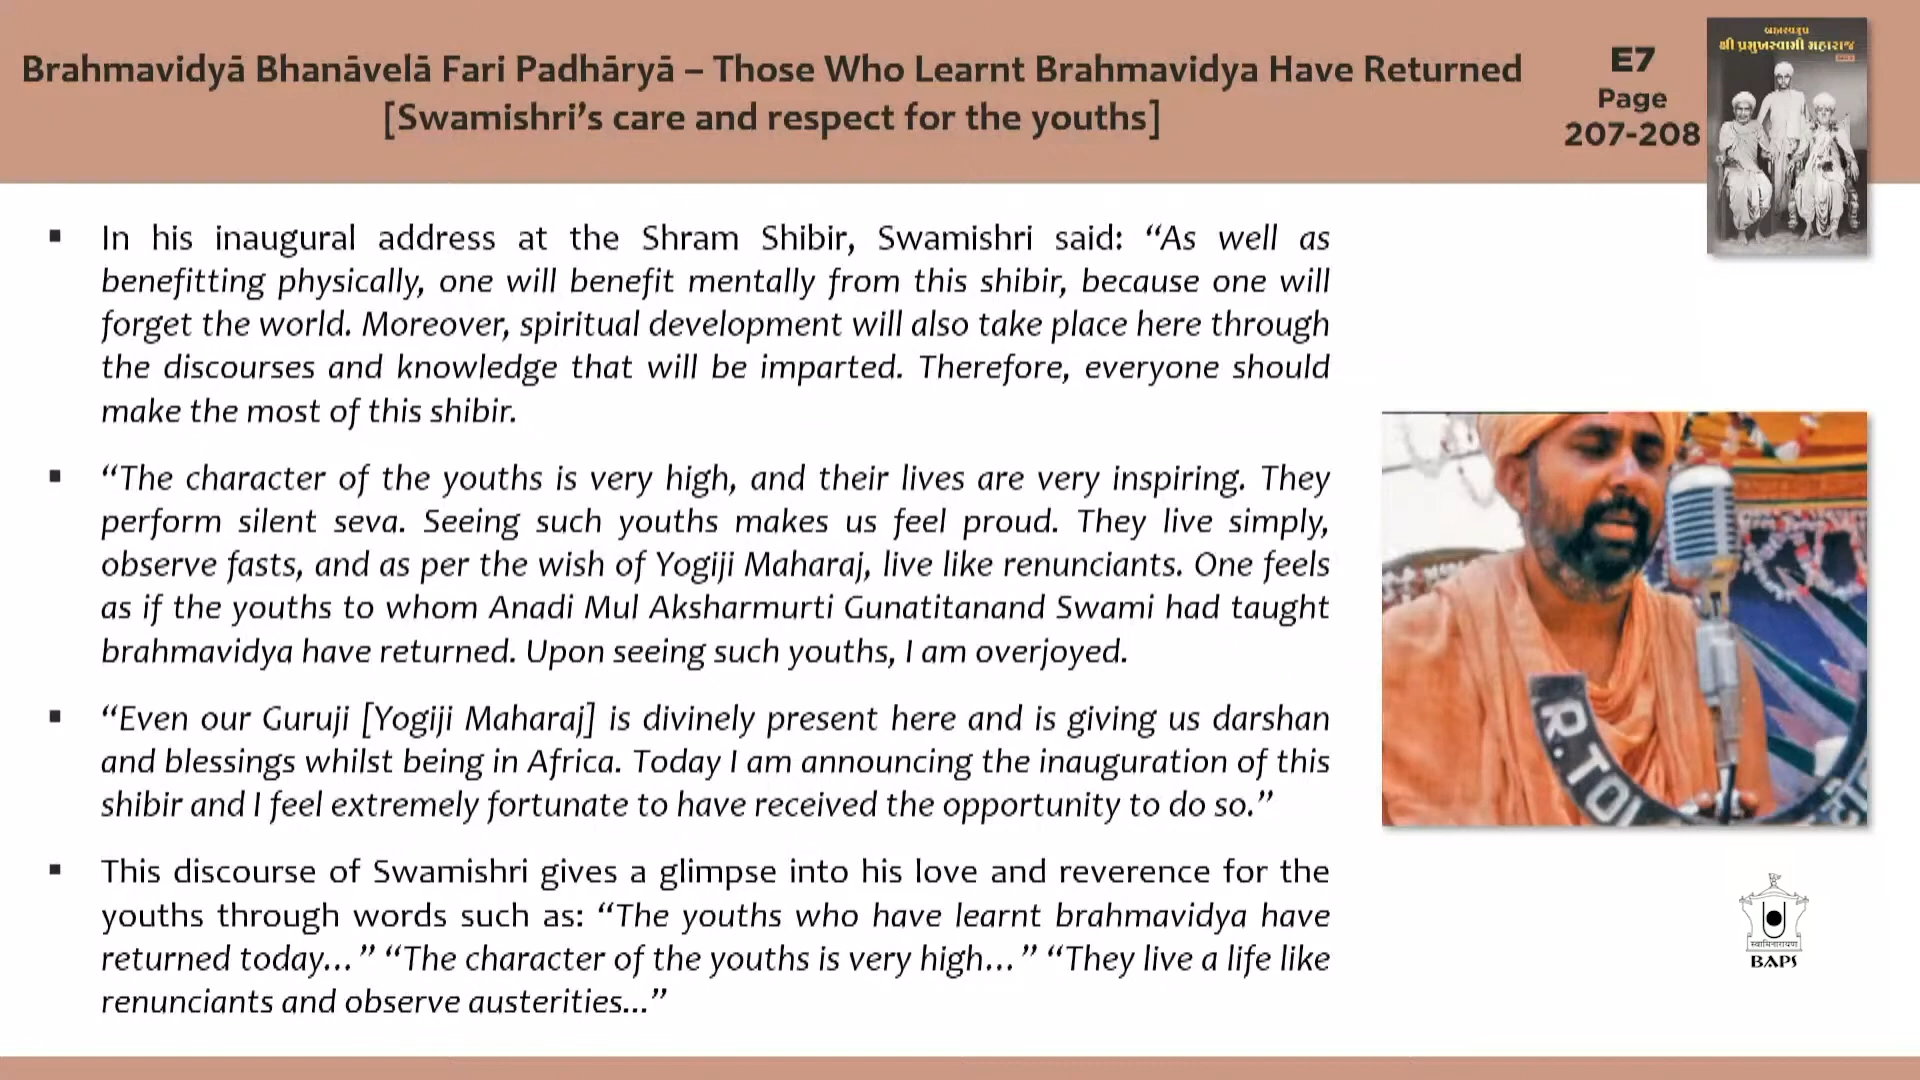 Brahmavidyā Bhanāvelā Fari Padhāryā – Those Who Learnt Brahmavidya Have Returned
[Swamishri’s care and respect for the youths]
E7
Page
207-208
શ્રી પ્રમુખસ્વામી મહારાજ
▪ In his inaugural address at the Shram Shibir, Swamishri said: “As well as
benefitting physically, one will benefit mentally from this shibir, because one will
forget the world. Moreover, spiritual development will also take place here through
the discourses and knowledge that will be imparted. Therefore, everyone should
make the most of this shibir.
▪ “The character of the youths is very high, and their lives are very inspiring. They
perform silent seva. Seeing such youths makes us feel proud. They live simply,
observe fasts, and as per the wish of Yogiji Maharaj, live like renunciants. One feels
as if the youths to whom Anadi Mul Aksharmurti Gunatitanand Swami had taught
brahmavidya have returned. Upon seeing such youths, I am overjoyed.
▪ “Even our Guruji [Yogiji Maharaj] is divinely present here and is giving us darshan
and blessings whilst being in Africa. Today I am announcing the inauguration of this
shibir and I feel extremely fortunate to have received the opportunity to do so.”
▪ This discourse of Swamishri gives a glimpse into his love and reverence for the
youths through words such as: “The youths who have learnt brahmavidya have
returned today…” “The character of the youths is very high…” “They live a life like
renunciants and observe austerities…”
R.TOW
स्वामिनारायण
BAPS